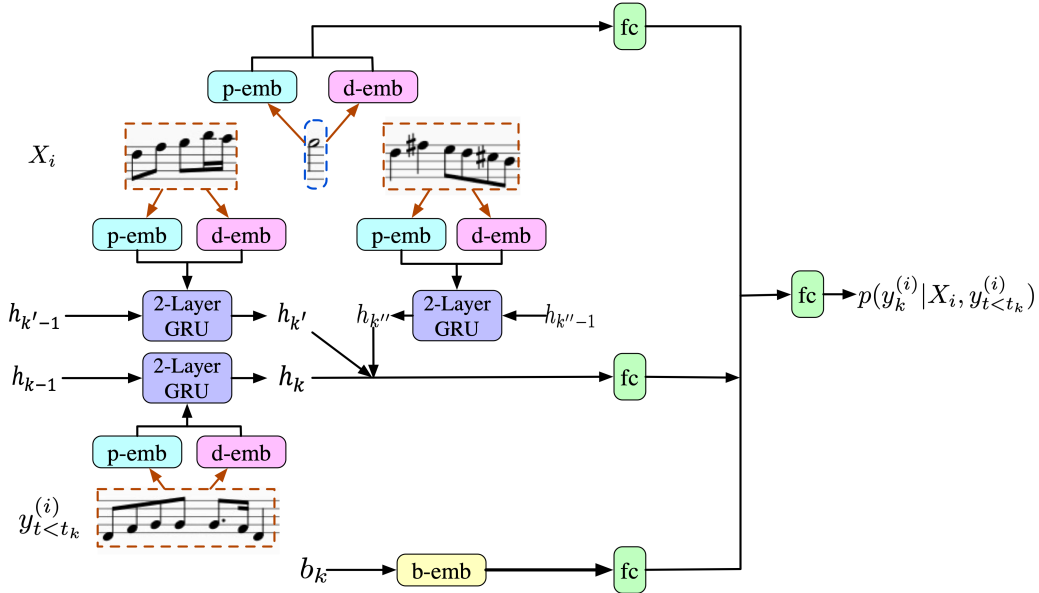 fc
p-emb d-emb
X_i
p-emb d-emb p-emb d-emb
h_{k'-1} 2-Layer GRU h_{k'} h_{k''} 2-Layer GRU h_{k''-1} fc p(y_k^{(i)}|X_i, y_{t<t_k}^{(i)})
h_{k-1} 2-Layer GRU h_k fc
p-emb d-emb
y_{t<t_k}^{(i)}
b_k b-emb fc